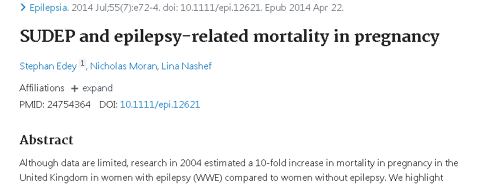 Epilepsia. 2014 Jul;55(7):e72-4. doi: 10.1111/epi.12621. Epub 2014 Apr 22.
SUDEP and epilepsy-related mortality in pregnancy
Stephan Edey 1, Nicholas Moran, Lina Nashef
Affiliations + expand
PMID: 24754364 DOI: 10.1111/epi.12621
Abstract
Although data are limited, research in 2004 estimated a 10-fold increase in mortality in pregnancy in the
United Kingdom in women with epilepsy (WWE) compared to women without epilepsy. We highlight